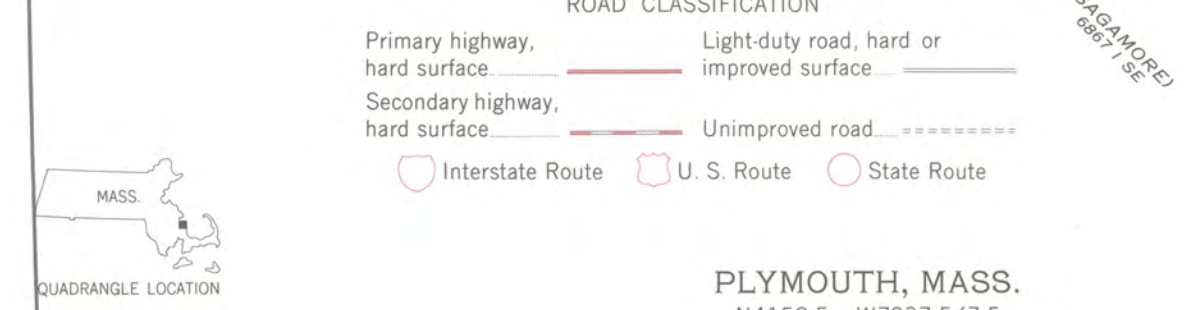 ROAD CLASSIFICATION
Primary highway,
hard surface
Light-duty road, hard or
improved surface
Secondary highway,
hard surface
Unimproved road
Interstate Route
U. S. Route
State Route
SAGAMORE)
6867 I SE
MASS.
QUADRANGLE LOCATION
PLYMOUTH, MASS.